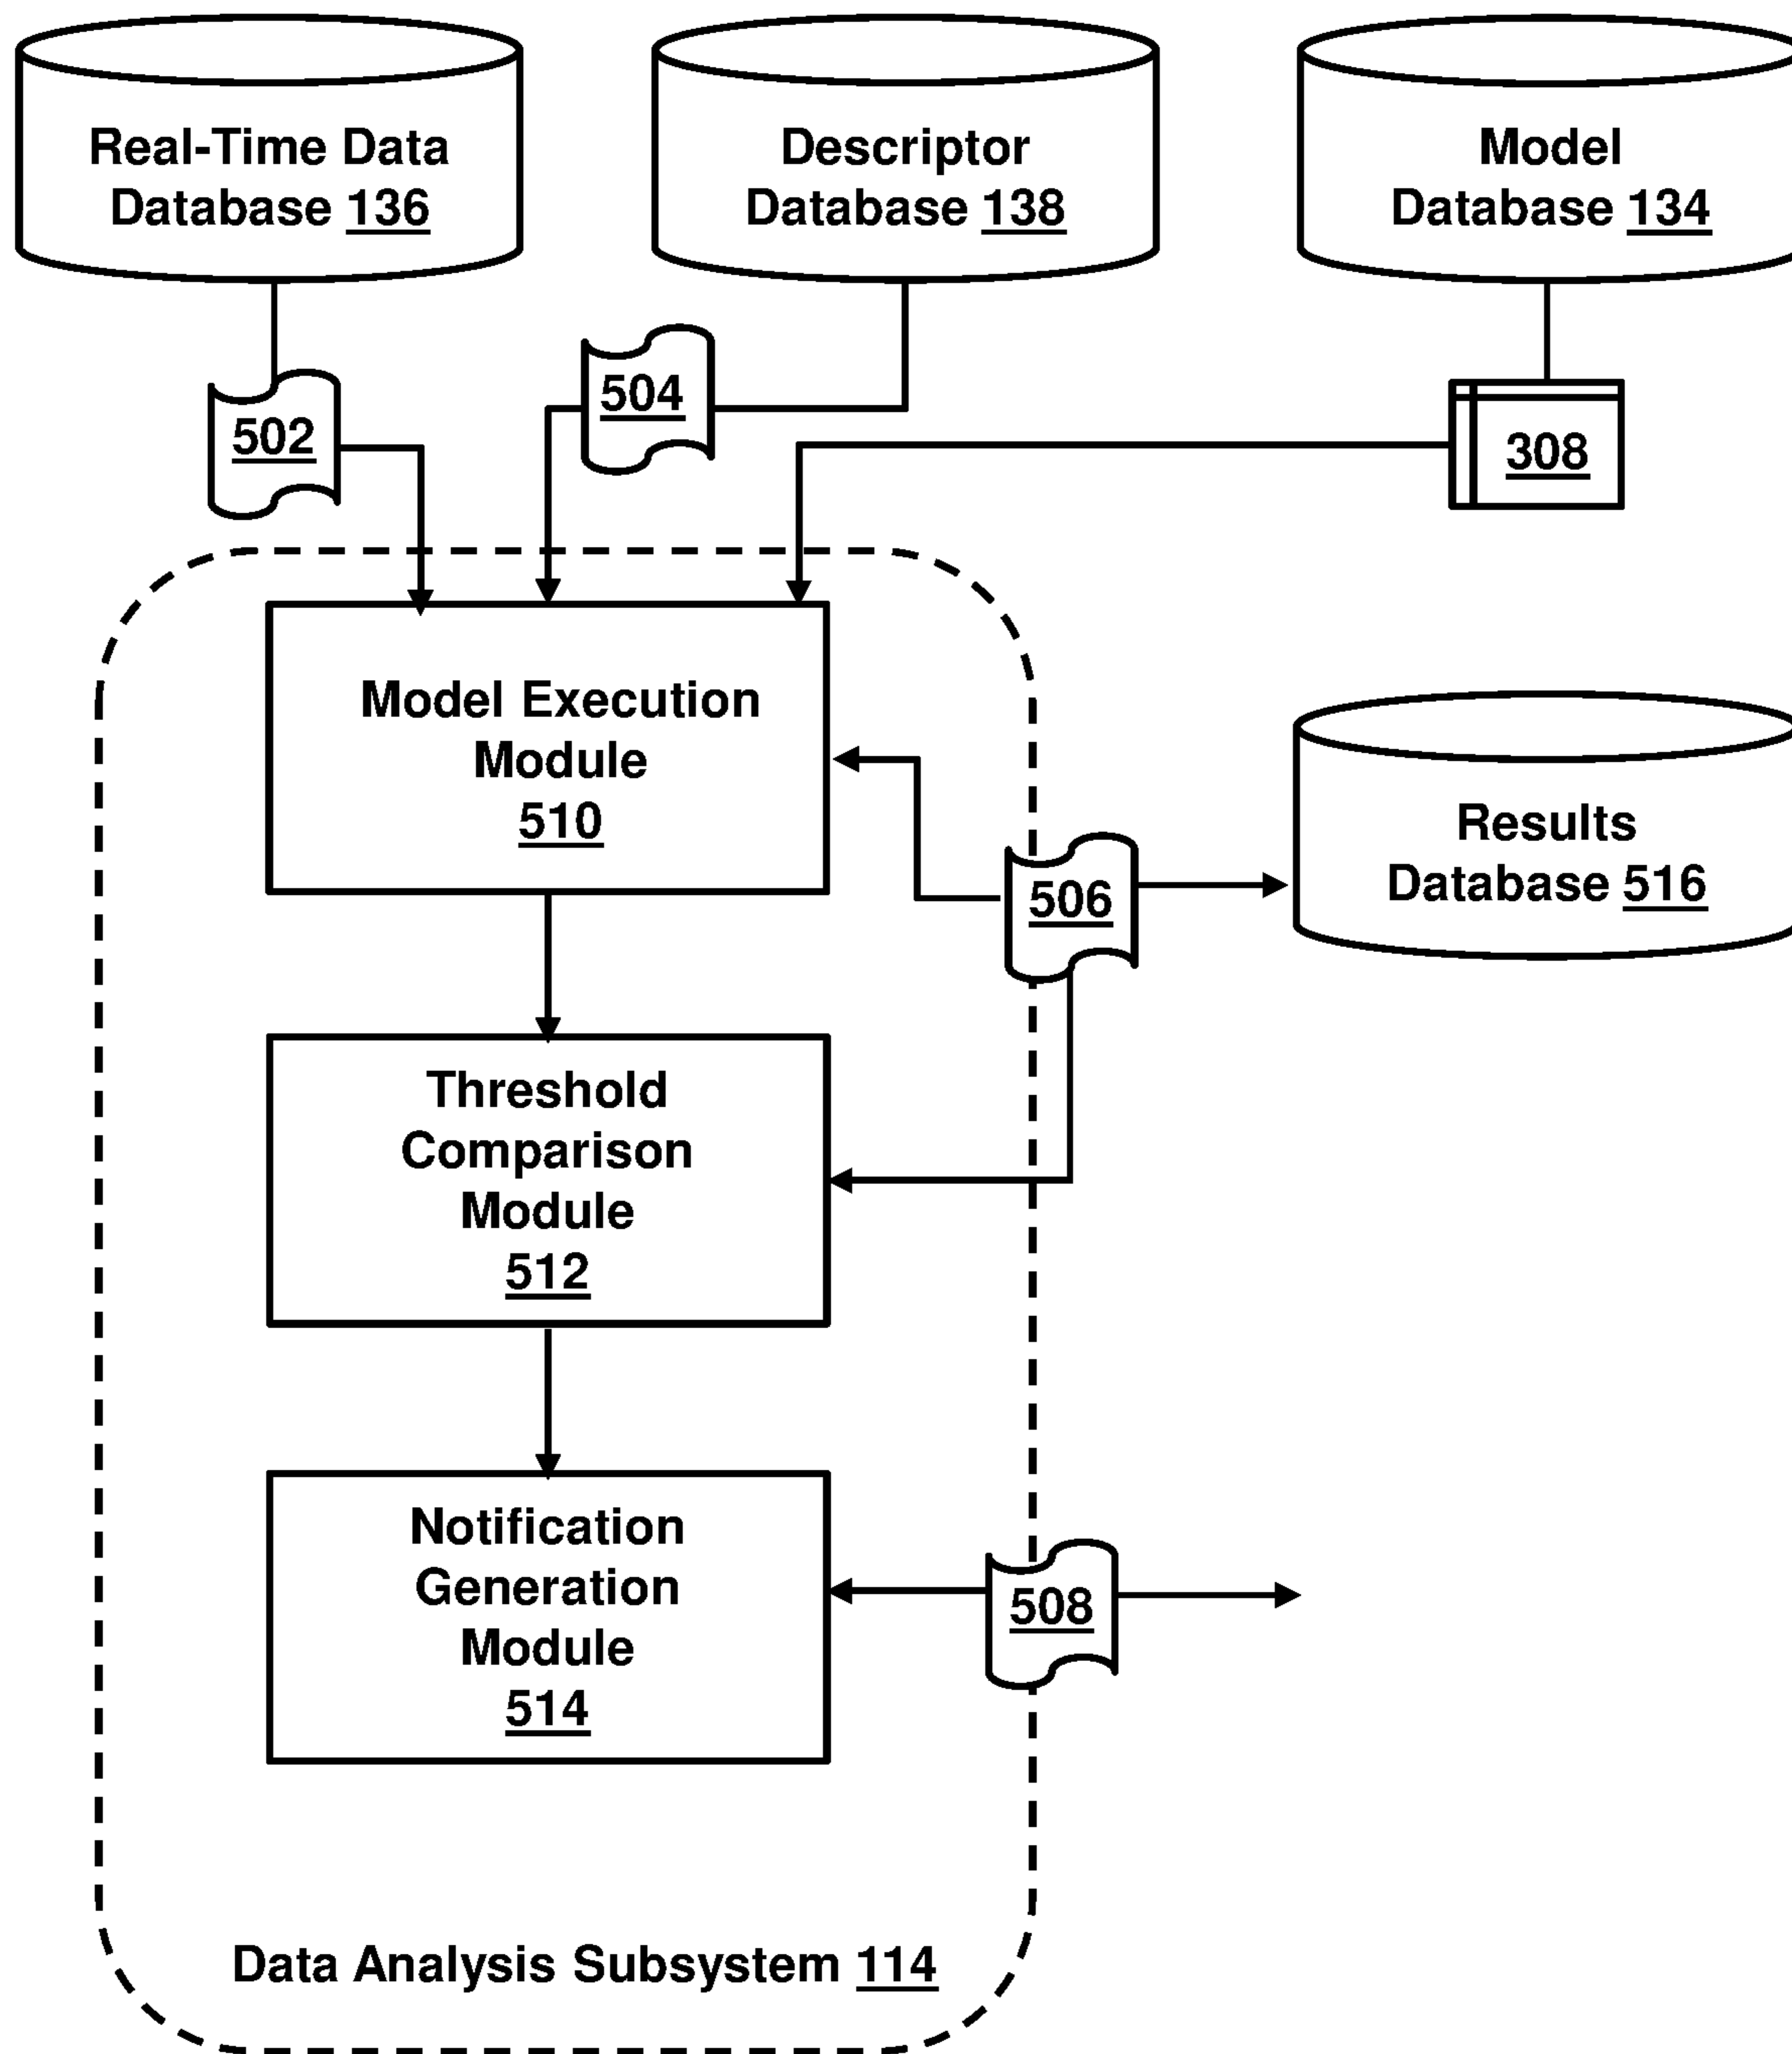 Real-Time Data
Database 136
Descriptor
Database 138
Model
Database 134
502
504
308
Model Execution
Module
510
506
Results
Database 516
Threshold
Comparison
Module
512
Notification
Generation
Module
514
508
Data Analysis Subsystem 114